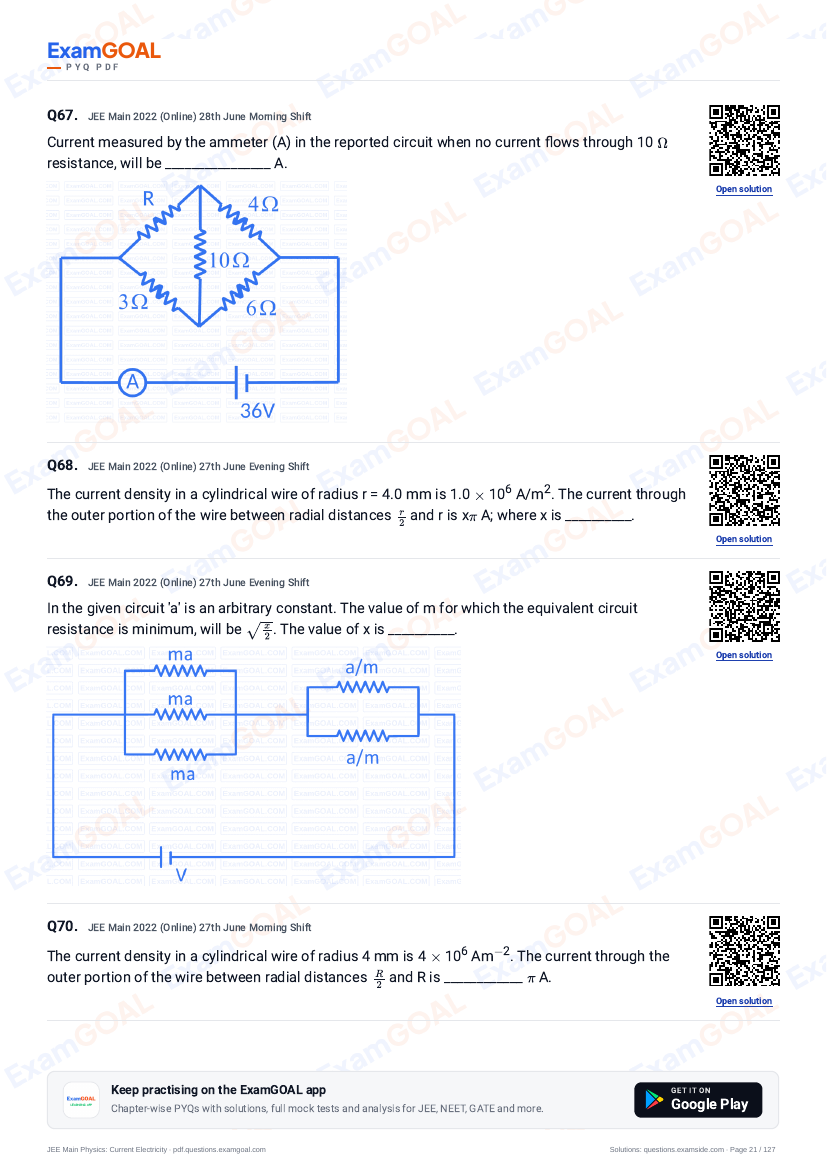 ExamGOAL
PYQ PDF
Q67. JEE Main 2022 (Online) 28th June Morning Shift
Current measured by the ammeter (A) in the reported circuit when no current flows through 10 Ω
resistance, will be ________________ A.
Open solution
R
4Ω
10Ω
3Ω
6Ω
A
36V
Q68. JEE Main 2022 (Online) 27th June Evening Shift
The current density in a cylindrical wire of radius r = 4.0 mm is 1.0 × 10^6 A/m^2. The current through
the outer portion of the wire between radial distances r/2 and r is xπ A; where x is __________.
Open solution
Q69. JEE Main 2022 (Online) 27th June Evening Shift
In the given circuit 'a' is an arbitrary constant. The value of m for which the equivalent circuit
resistance is minimum, will be √(x/2). The value of x is __________.
Open solution
ma
a/m
ma
a/m
ma
V
Q70. JEE Main 2022 (Online) 27th June Morning Shift
The current density in a cylindrical wire of radius 4 mm is 4 × 10^6 Am^−2. The current through the
outer portion of the wire between radial distances R/2 and R is ____________ π A.
Open solution
ExamGOAL
Keep practising on the ExamGOAL app
Chapter-wise PYQs with solutions, full mock tests and analysis for JEE, NEET, GATE and more.
GET IT ON
Google Play
JEE Main Physics: Current Electricity · pdf.questions.examgoal.com
Solutions: questions.examside.com · Page 21 / 127